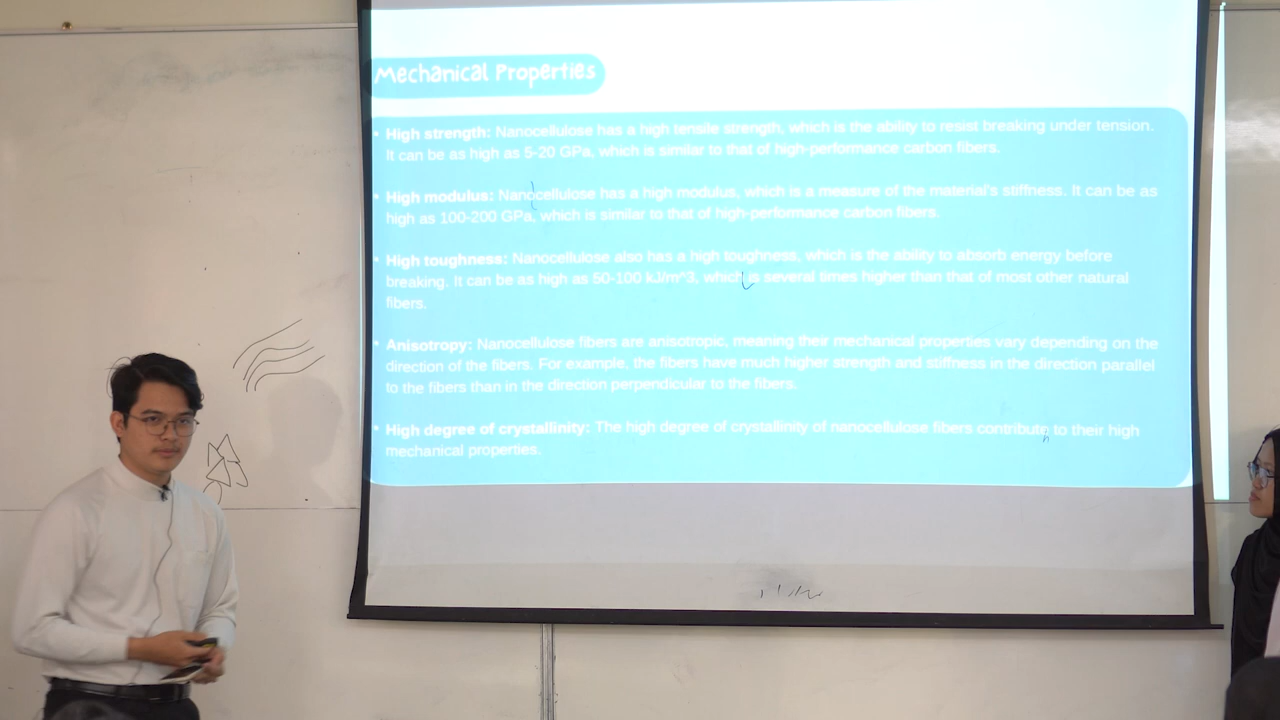 Mechanical Properties
• High strength: Nanocellulose has a high tensile strength, which is the ability to resist breaking under tension.
It can be as high as 5-20 GPa, which is similar to that of high-performance carbon fibers.
• High modulus: Nanocellulose has a high modulus, which is a measure of the material's stiffness. It can be as
high as 100-200 GPa, which is similar to that of high-performance carbon fibers.
• High toughness: Nanocellulose also has a high toughness, which is the ability to absorb energy before
breaking. It can be as high as 50-100 kJ/m^3, which is several times higher than that of most other natural
fibers.
• Anisotropy: Nanocellulose fibers are anisotropic, meaning their mechanical properties vary depending on the
direction of the fibers. For example, the fibers have much higher strength and stiffness in the direction parallel
to the fibers than in the direction perpendicular to the fibers.
• High degree of crystallinity: The high degree of crystallinity of nanocellulose fibers contribute to their high
mechanical properties.